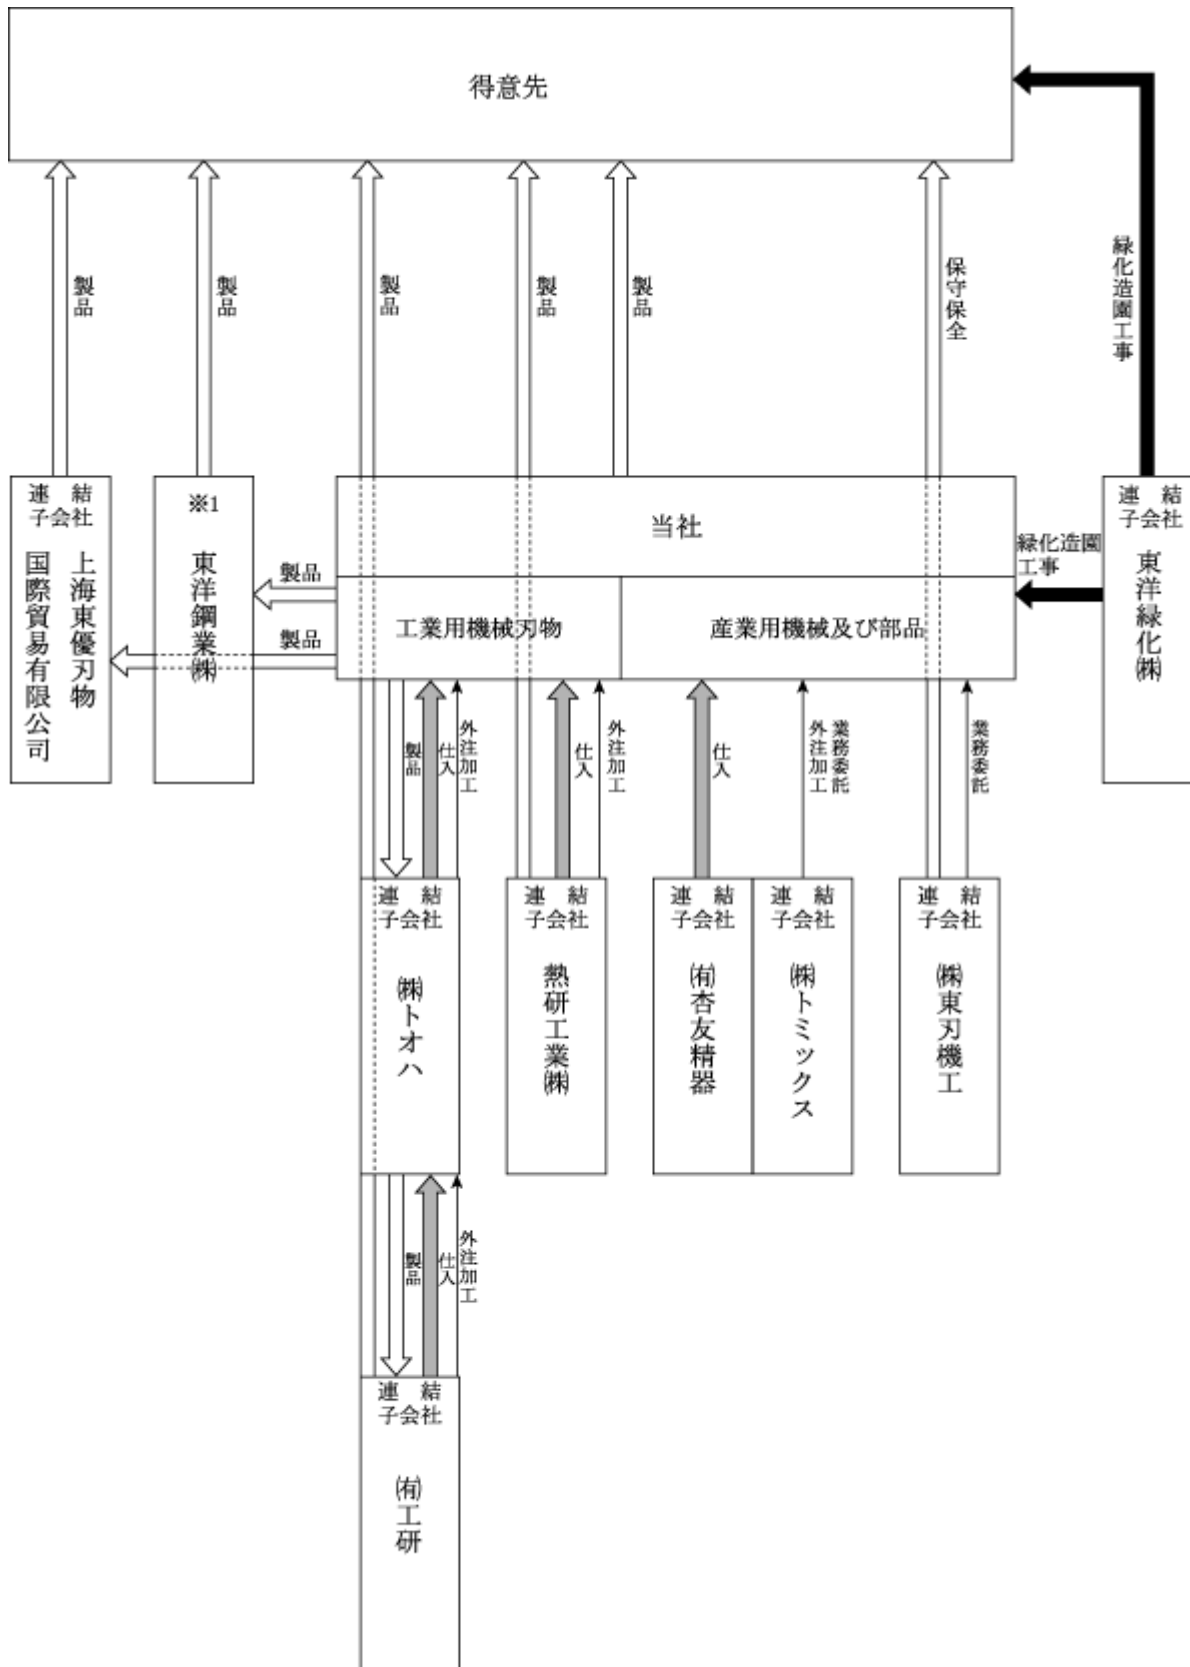 得意先
製品
製品
製品
製品
製品
保守保全
緑化造園工事
連結
子会社
上海東優刃物
国際貿易有限公司
※1
東洋鋼業㈱
当社
工業用機械刃物
産業用機械及び部品
製品
製品
緑化造園
工事
連結
子会社
東洋緑化㈱
製品
仕入
外注加工
仕入
外注加工
仕入
業務委託
外注加工
業務委託
連結
子会社
㈱トオハ
連結
子会社
熱研工業㈱
連結
子会社
㈲杏友精器
連結
子会社
㈱トミックス
連結
子会社
㈱東刃機工
製品
仕入
外注加工
連結
子会社
㈲工研